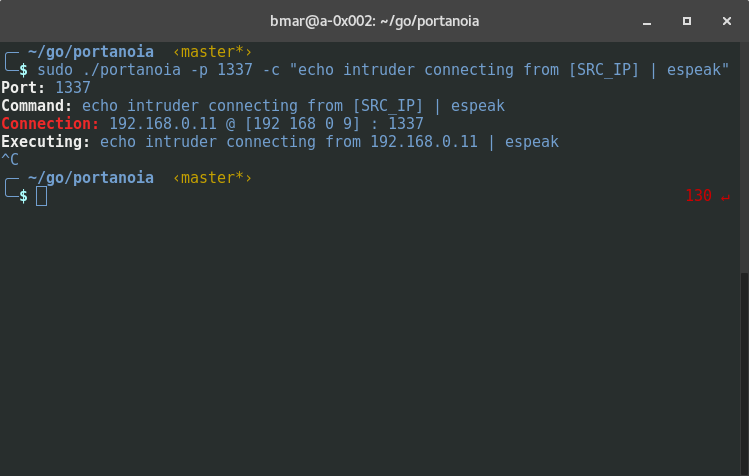 bmar@a-0x002: ~/go/portanoia
╭─ ~/go/portanoia ‹master*›
╰─$ sudo ./portanoia -p 1337 -c "echo intruder connecting from [SRC_IP] | espeak"
Port: 1337
Command: echo intruder connecting from [SRC_IP] | espeak
Connection: 192.168.0.11 @ [192 168 0 9] : 1337
Executing: echo intruder connecting from 192.168.0.11 | espeak
^C
╭─ ~/go/portanoia ‹master*›
╰─$ 130 ↵